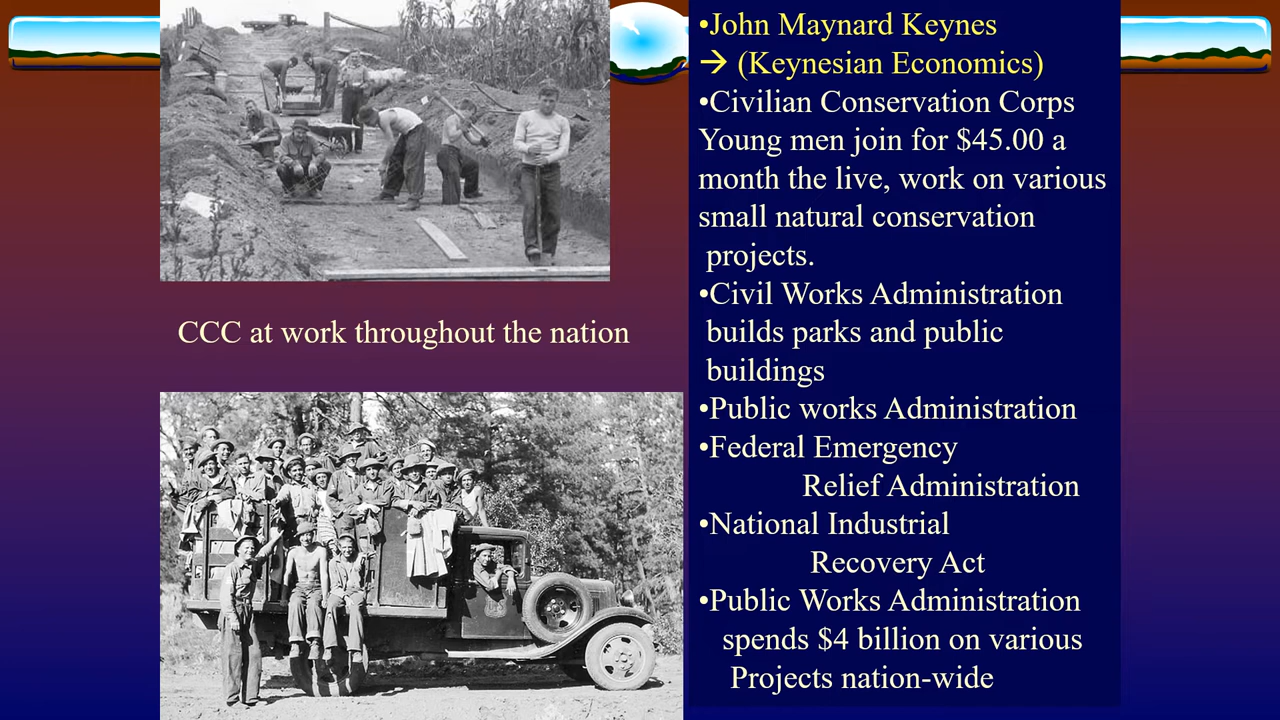 •John Maynard Keynes
→ (Keynesian Economics)
•Civilian Conservation Corps
Young men join for $45.00 a
month the live, work on various
small natural conservation
projects.
•Civil Works Administration
builds parks and public
buildings
•Public works Administration
•Federal Emergency
Relief Administration
•National Industrial
Recovery Act
•Public Works Administration
spends $4 billion on various
Projects nation-wide
CCC at work throughout the nation